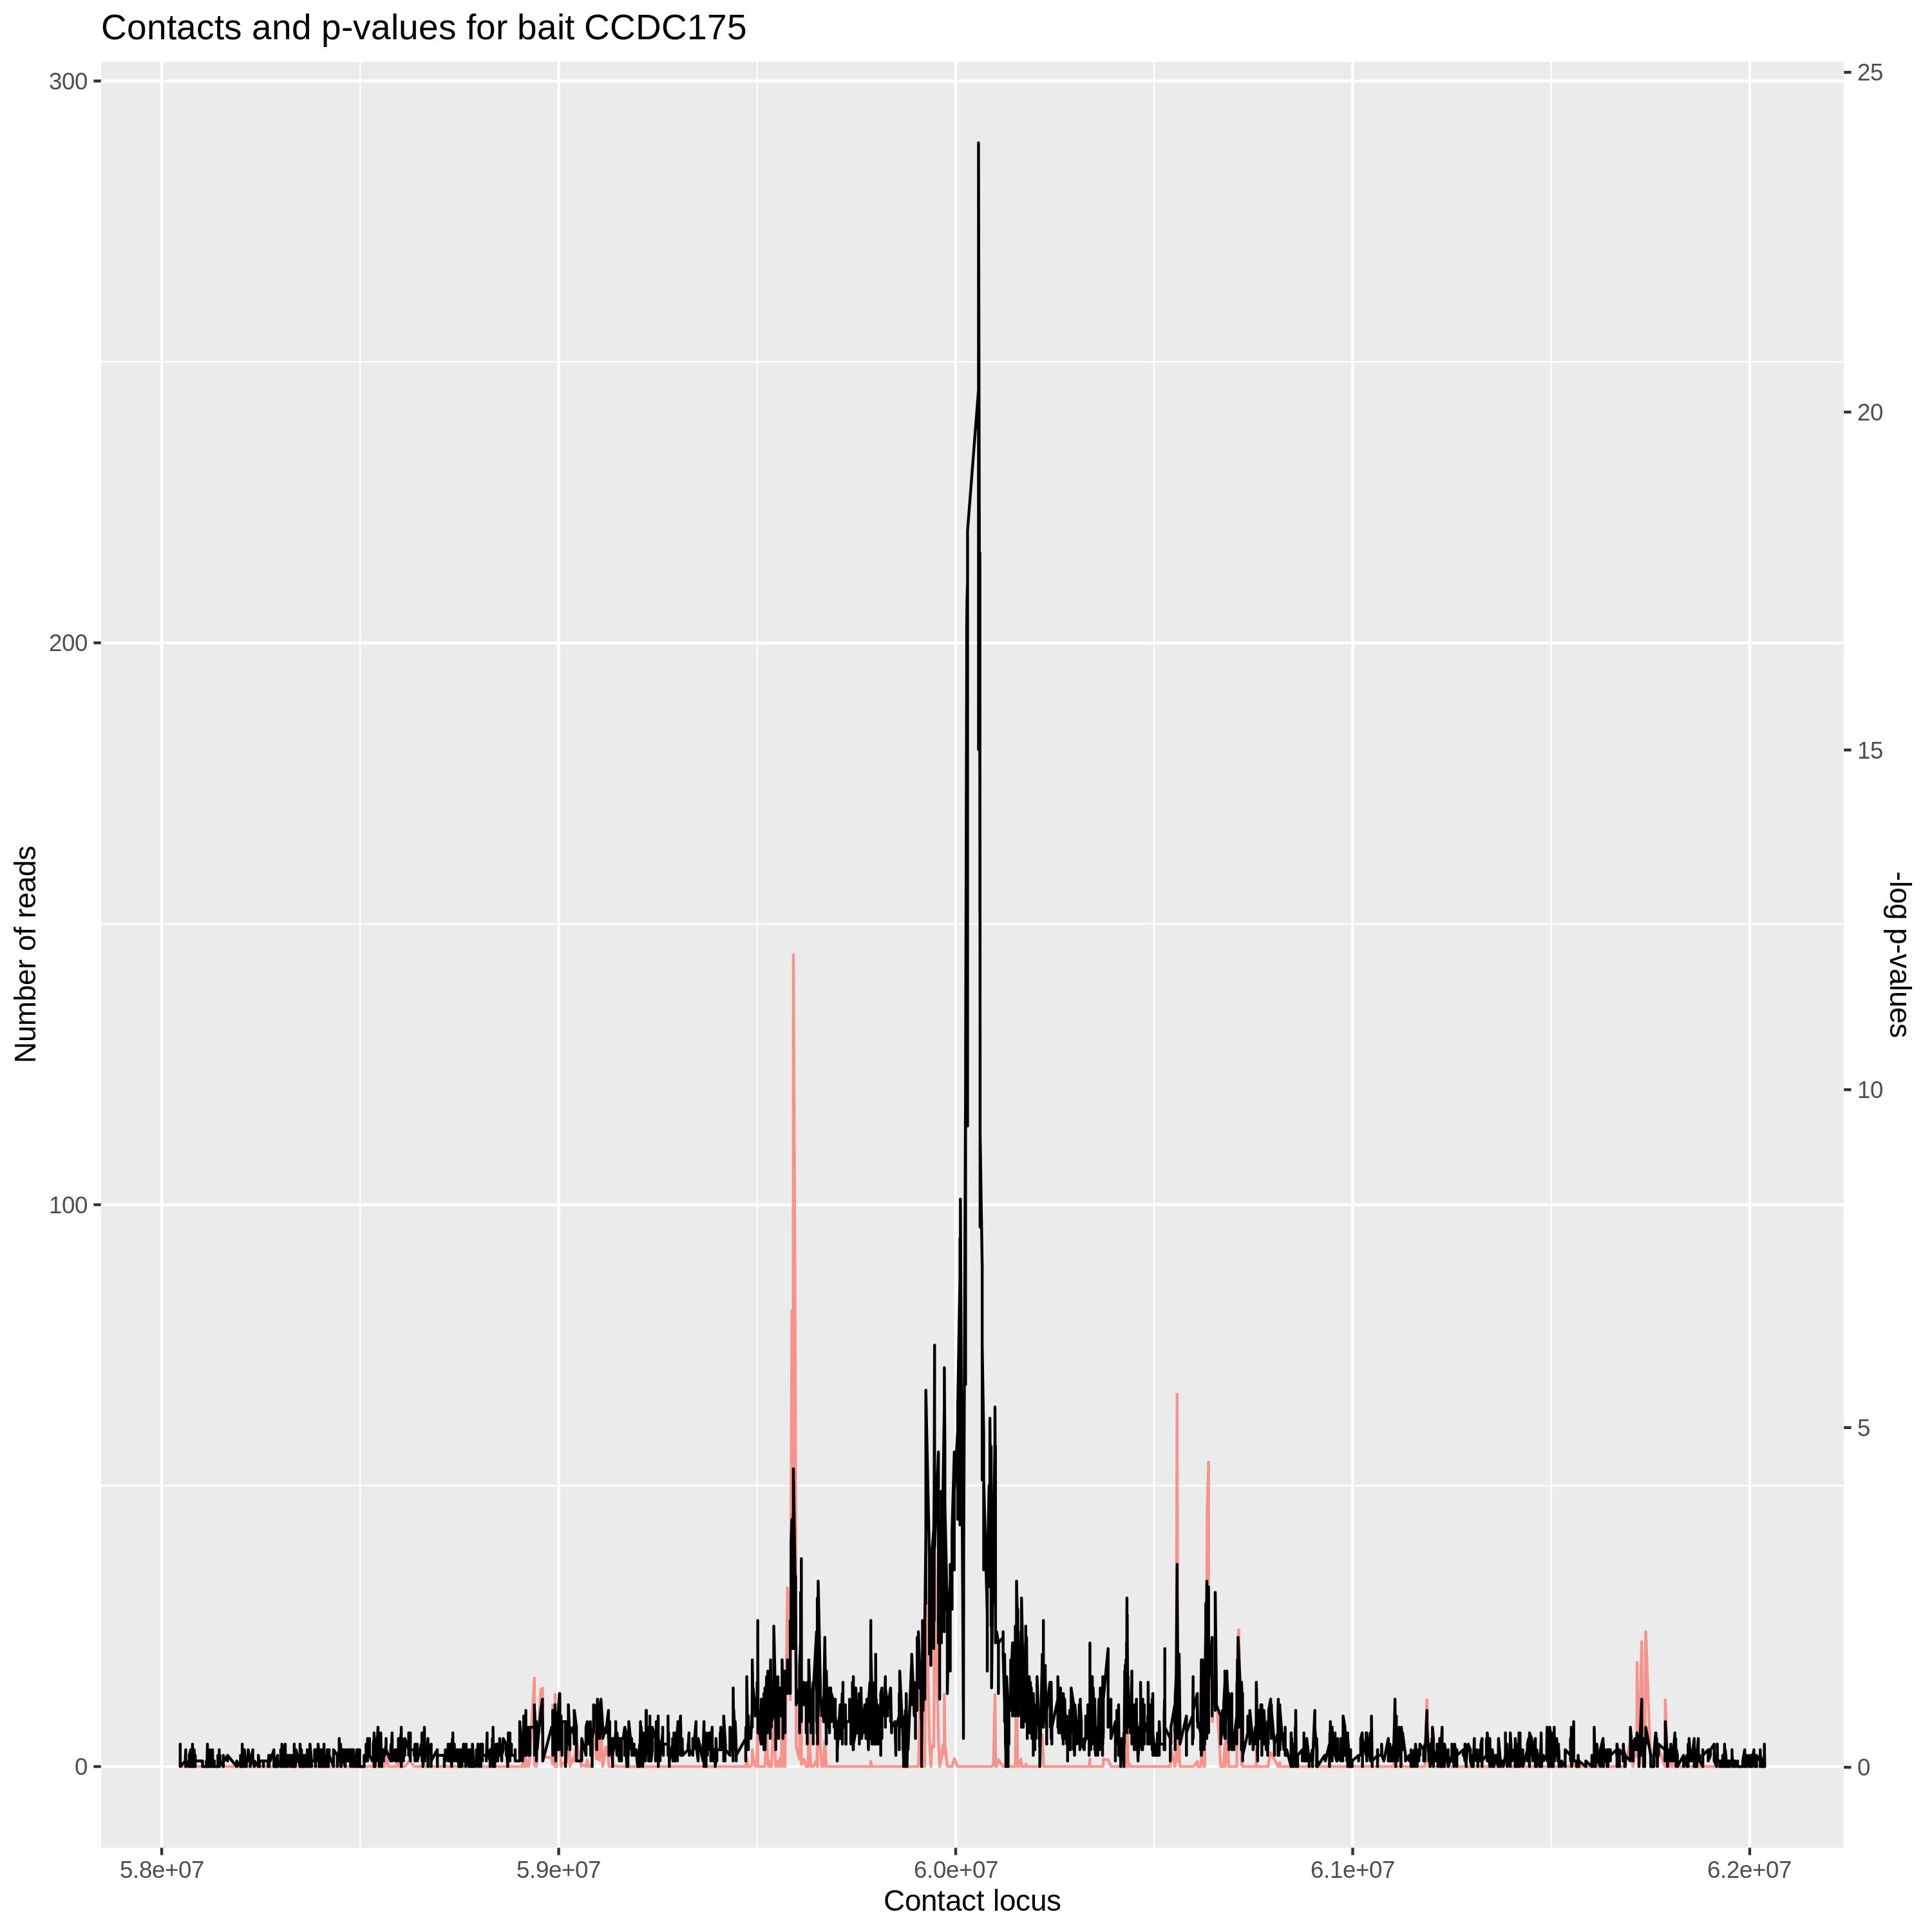 Contacts and p-values for bait CCDC175
300
200
100
0
Number of reads
25
20
15
10
5
0
-log p-values
5.8e+07
5.9e+07
6.0e+07
6.1e+07
6.2e+07
Contact locus